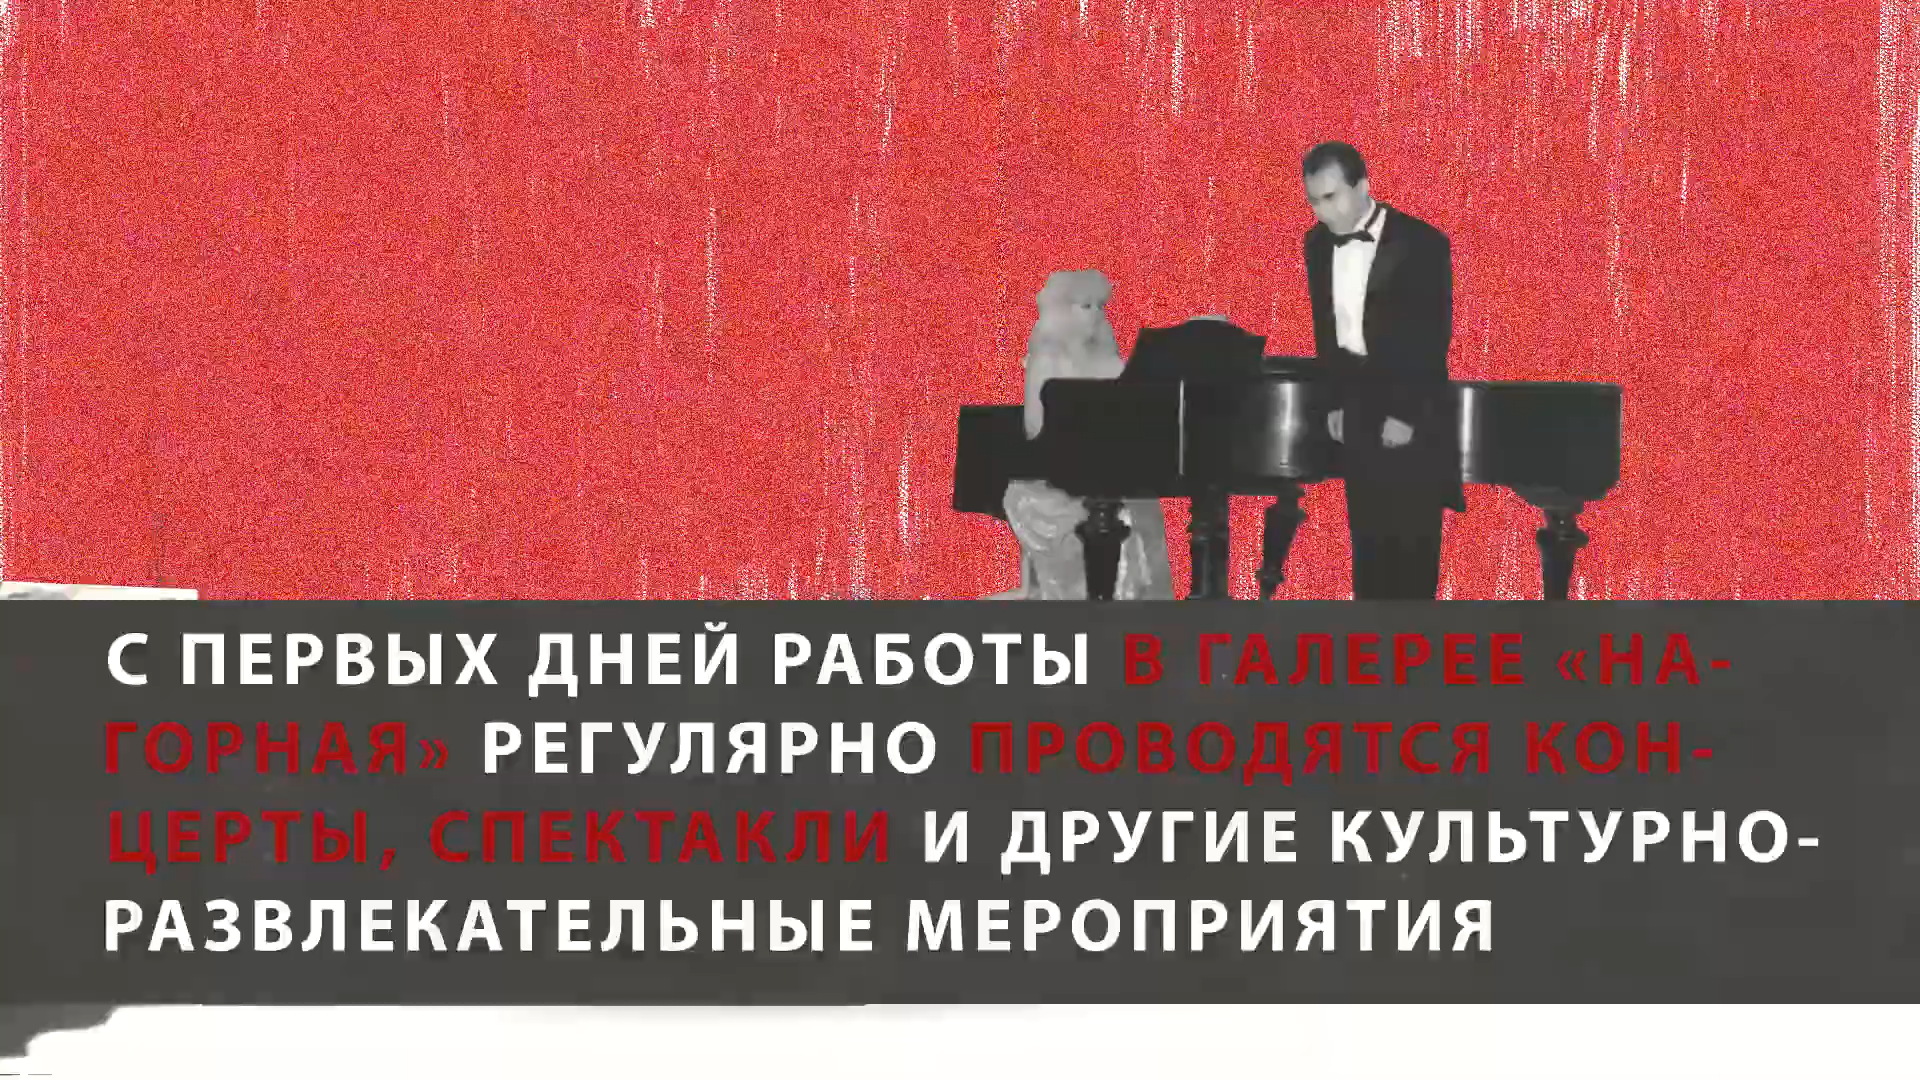 С ПЕРВЫХ ДНЕЙ РАБОТЫ В ГАЛЕРЕЕ «НА-
ГОРНАЯ» РЕГУЛЯРНО ПРОВОДЯТСЯ КОН-
ЦЕРТЫ, СПЕКТАКЛИ И ДРУГИЕ КУЛЬТУРНО-
РАЗВЛЕКАТЕЛЬНЫЕ МЕРОПРИЯТИЯ